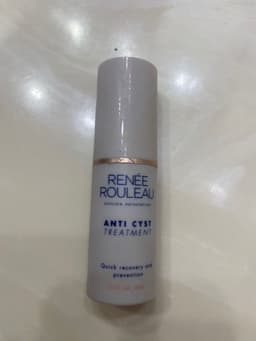 RENÉE
ROULEAU
ANTI CYST
TREATMENT
Quick recovery and
prevention